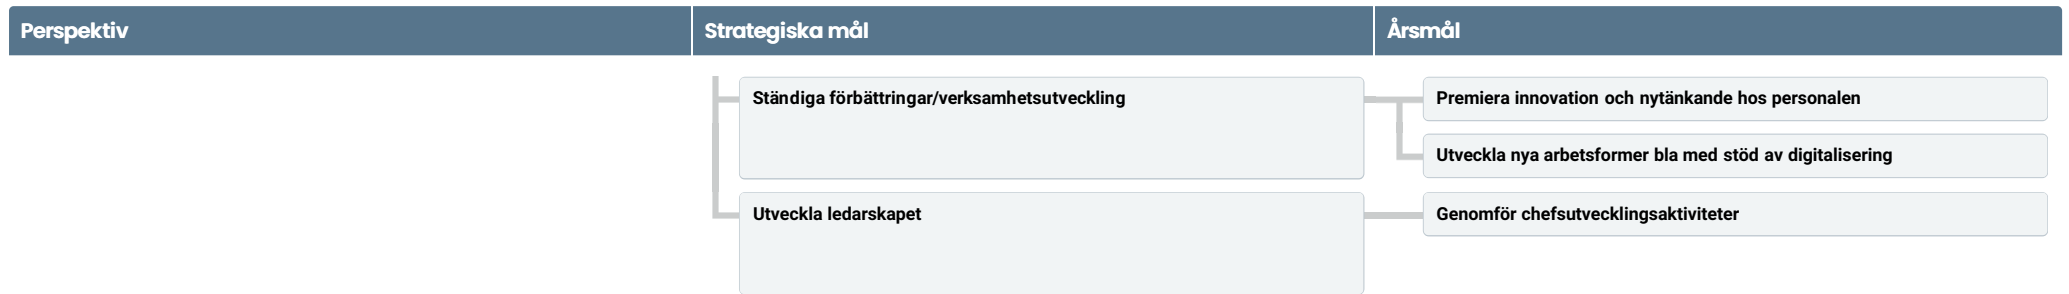 Perspektiv
Strategiska mål
Årsmål
Ständiga förbättringar/verksamhetsutveckling
Premiera innovation och nytänkande hos personalen
Utveckla nya arbetsformer bla med stöd av digitalisering
Utveckla ledarskapet
Genomför chefsutvecklingsaktiviteter